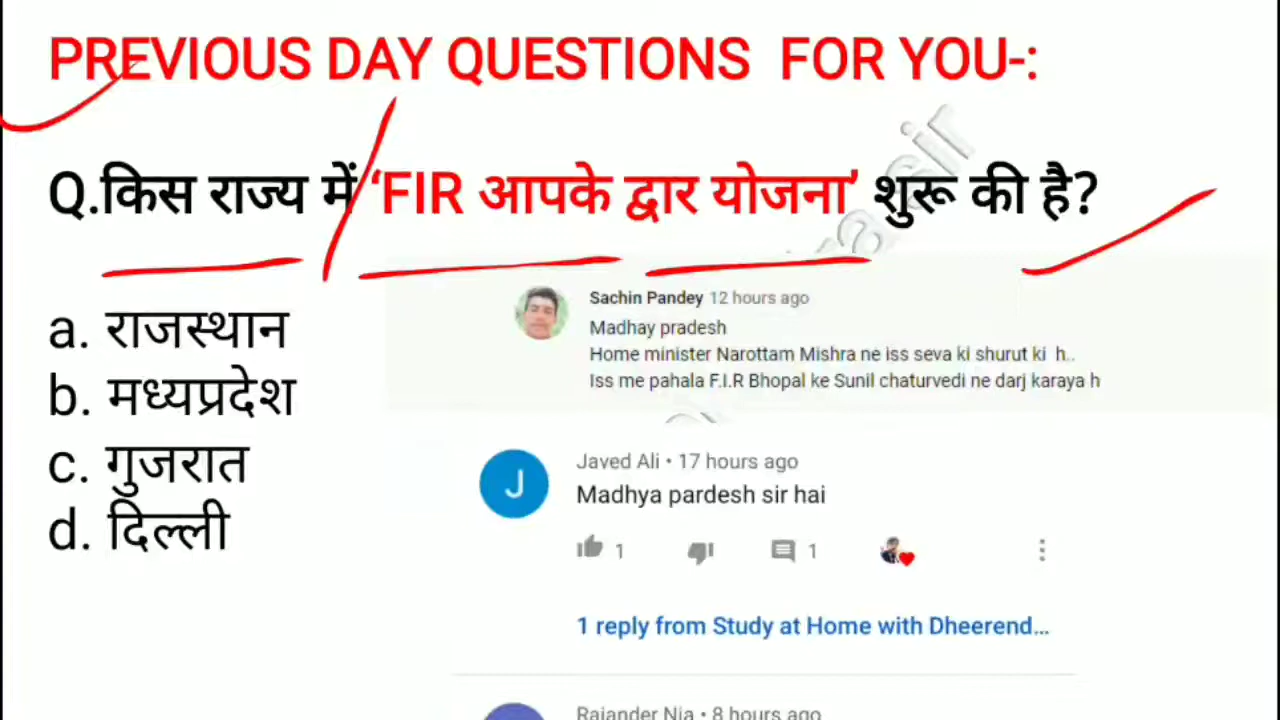 PREVIOUS DAY QUESTIONS FOR YOU-:
Q.किस राज्य में ‘FIR आपके द्वार योजना’ शुरू की है?
a. राजस्थान
b. मध्यप्रदेश
c. गुजरात
d. दिल्ली
Sachin Pandey 12 hours ago
Madhay pradesh
Home minister Narottam Mishra ne iss seva ki shurut ki h..
Iss me pahala F.I.R Bhopal ke Sunil chaturvedi ne darj karaya h
J
Javed Ali • 17 hours ago
Madhya pardesh sir hai
1
1
1 reply from Study at Home with Dheerend...
Rajander Nia • 8 hours ago